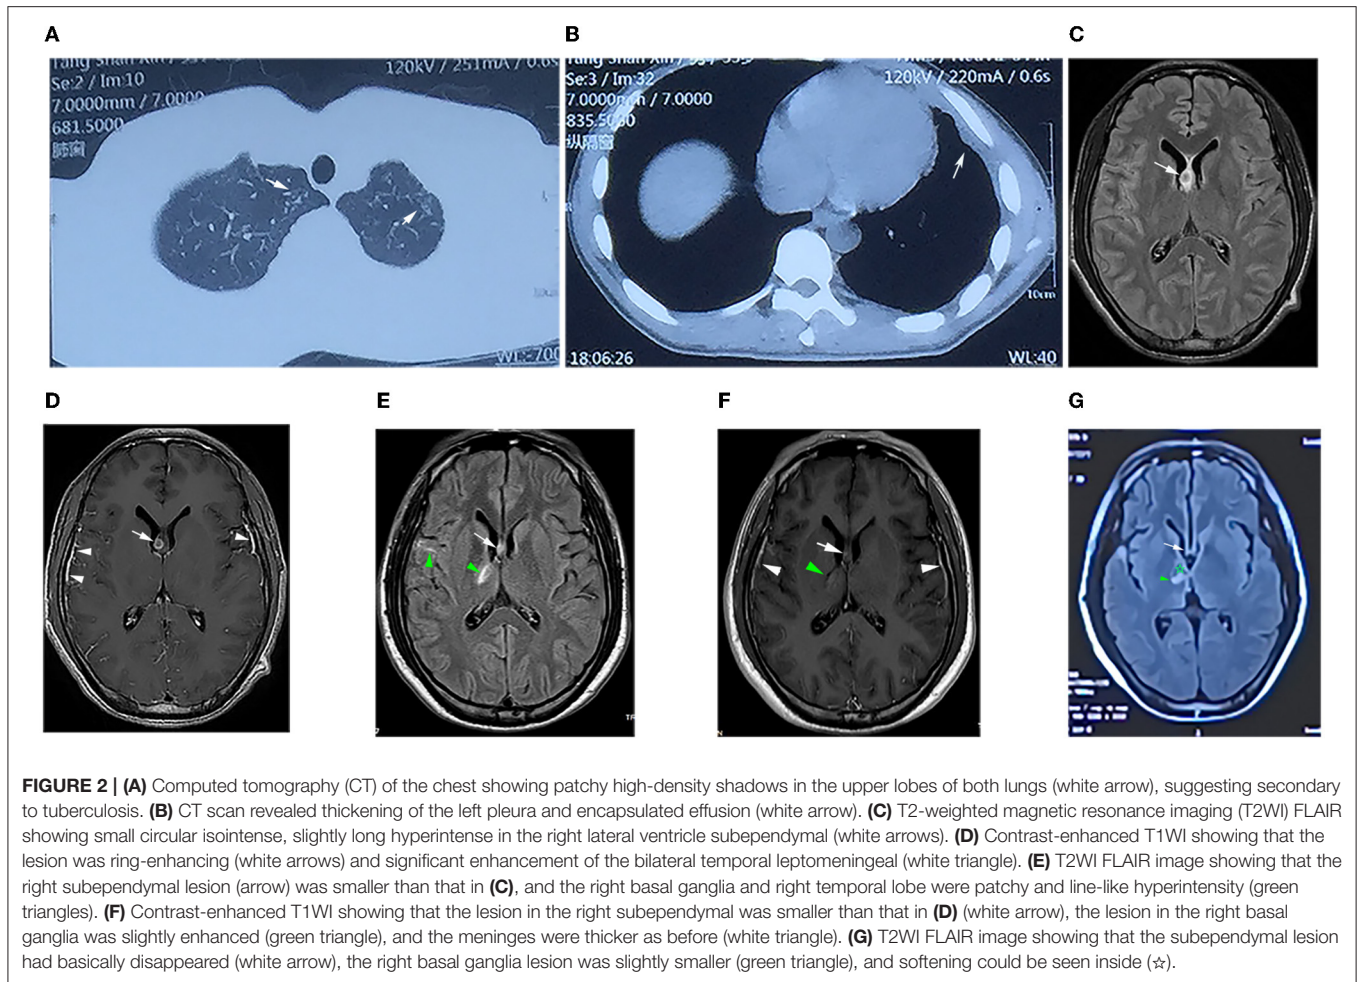 A
B
C
Se:2 / Im:10
120kV / 251mA / 0.6s
7.0000mm / 7.0000
681.5000
肺窗
WL:-700
Se:3 / Im:32
120kV / 220mA / 0.6s
7.0000mm / 7.0000
纵隔窗
10cm
18:06:26
WL:40
D
E
F
G
FIGURE 2 | (A) Computed tomography (CT) of the chest showing patchy high-density shadows in the upper lobes of both lungs (white arrow), suggesting secondary
to tuberculosis. (B) CT scan revealed thickening of the left pleura and encapsulated effusion (white arrow). (C) T2-weighted magnetic resonance imaging (T2WI) FLAIR
showing small circular isointense, slightly long hyperintense in the right lateral ventricle subependymal (white arrows). (D) Contrast-enhanced T1WI showing that the
lesion was ring-enhancing (white arrows) and significant enhancement of the bilateral temporal leptomeningeal (white triangle). (E) T2WI FLAIR image showing that the
right subependymal lesion (arrow) was smaller than that in (C), and the right basal ganglia and right temporal lobe were patchy and line-like hyperintensity (green
triangles). (F) Contrast-enhanced T1WI showing that the lesion in the right subependymal was smaller than that in (D) (white arrow), the lesion in the right basal
ganglia was slightly enhanced (green triangle), and the meninges were thicker as before (white triangle). (G) T2WI FLAIR image showing that the subependymal lesion
had basically disappeared (white arrow), the right basal ganglia lesion was slightly smaller (green triangle), and softening could be seen inside (☆).